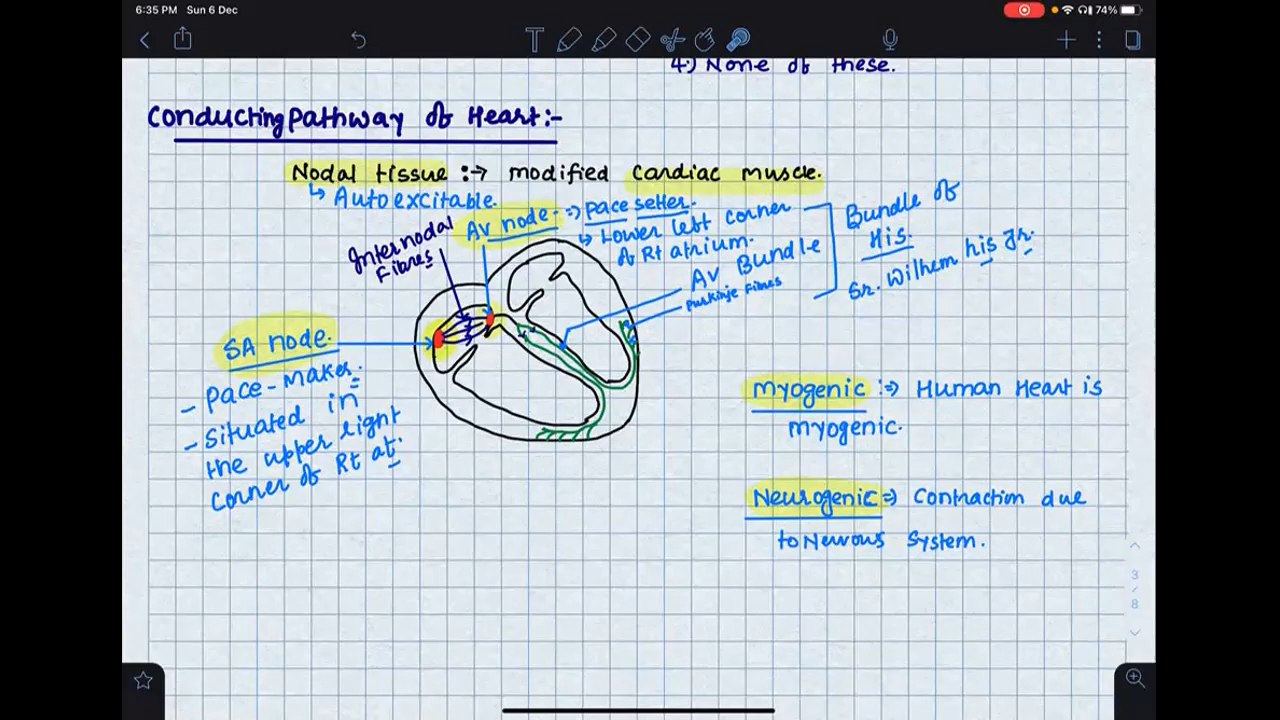 6:35 PM Sun 6 Dec
74%
4.) None of these.
Conducting Pathway of Heart:-
Nodal tissue :→ modified cardiac muscle.
↳ Autoexcitable.
AV node- ⇒ pace setter.
↳ Lower left corner
of Rt atrium.
Internodal
Fibres
AV Bundle
Purkinje Fibres
Bundle of
His.
Sr. Wilhem his Jr.
SA node.
- Pace-maker.
- Situated in
the upper right
corner of Rt at.
myogenic :⇒ Human Heart is
myogenic.
Neurogenic ⇒ Contraction due
to Nervous System.
3
/
8